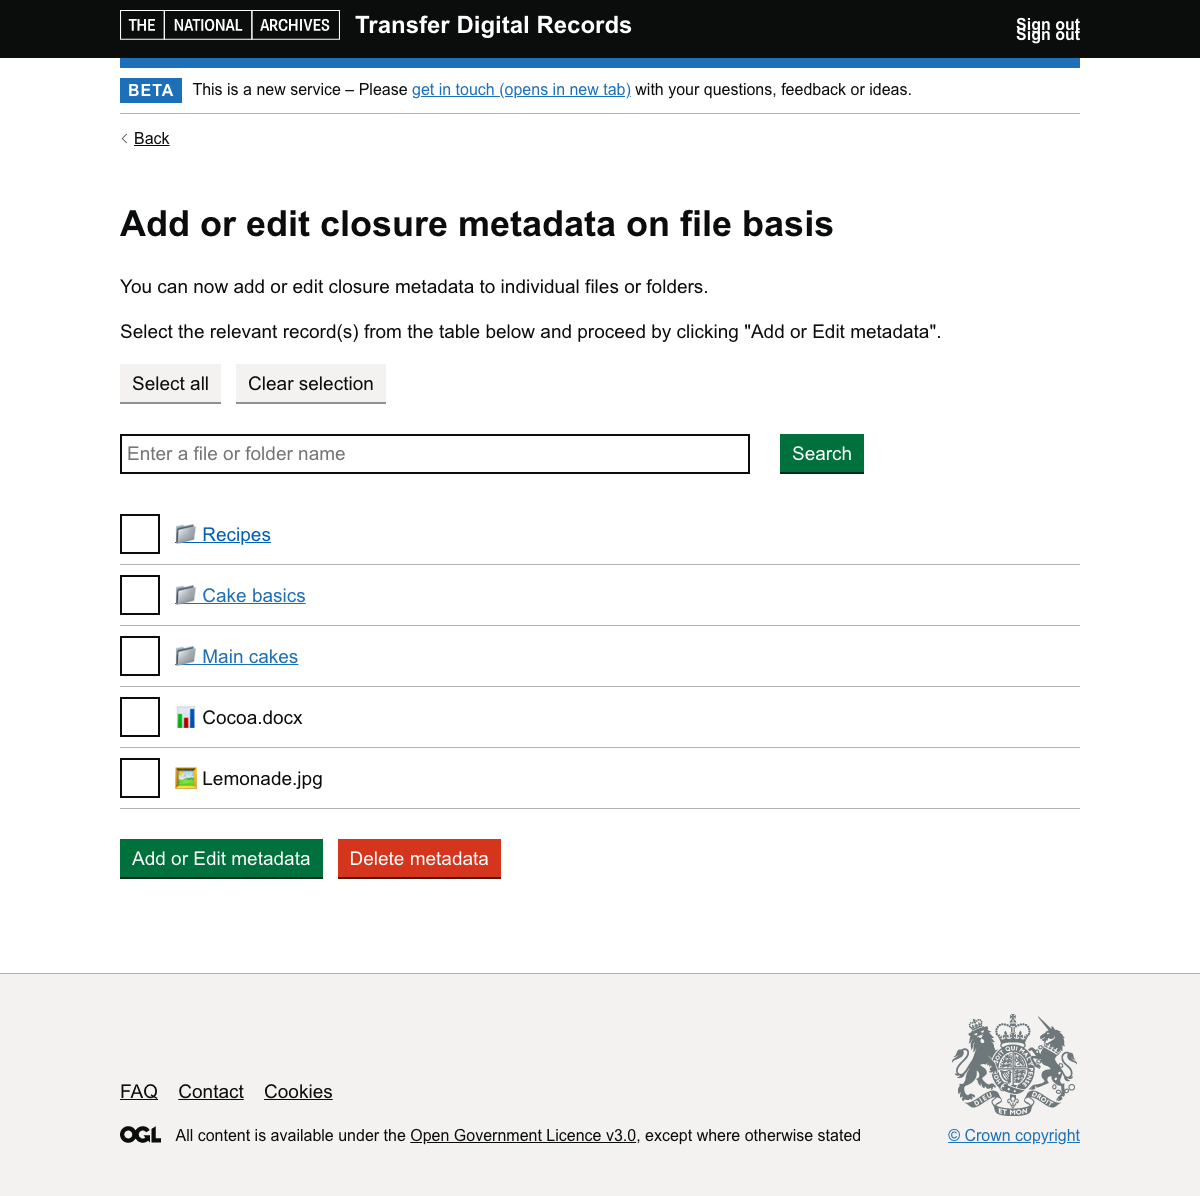 THE NATIONAL ARCHIVES Transfer Digital Records Sign out
Sign out
BETA This is a new service – Please get in touch (opens in new tab) with your questions, feedback or ideas.
Back
Add or edit closure metadata on file basis
You can now add or edit closure metadata to individual files or folders.
Select the relevant record(s) from the table below and proceed by clicking "Add or Edit metadata".
Select all Clear selection
Enter a file or folder name Search
Recipes
Cake basics
Main cakes
Cocoa.docx
Lemonade.jpg
Add or Edit metadata Delete metadata
FAQ Contact Cookies
DIEU ET MON DROIT
OGL All content is available under the Open Government Licence v3.0, except where otherwise stated © Crown copyright